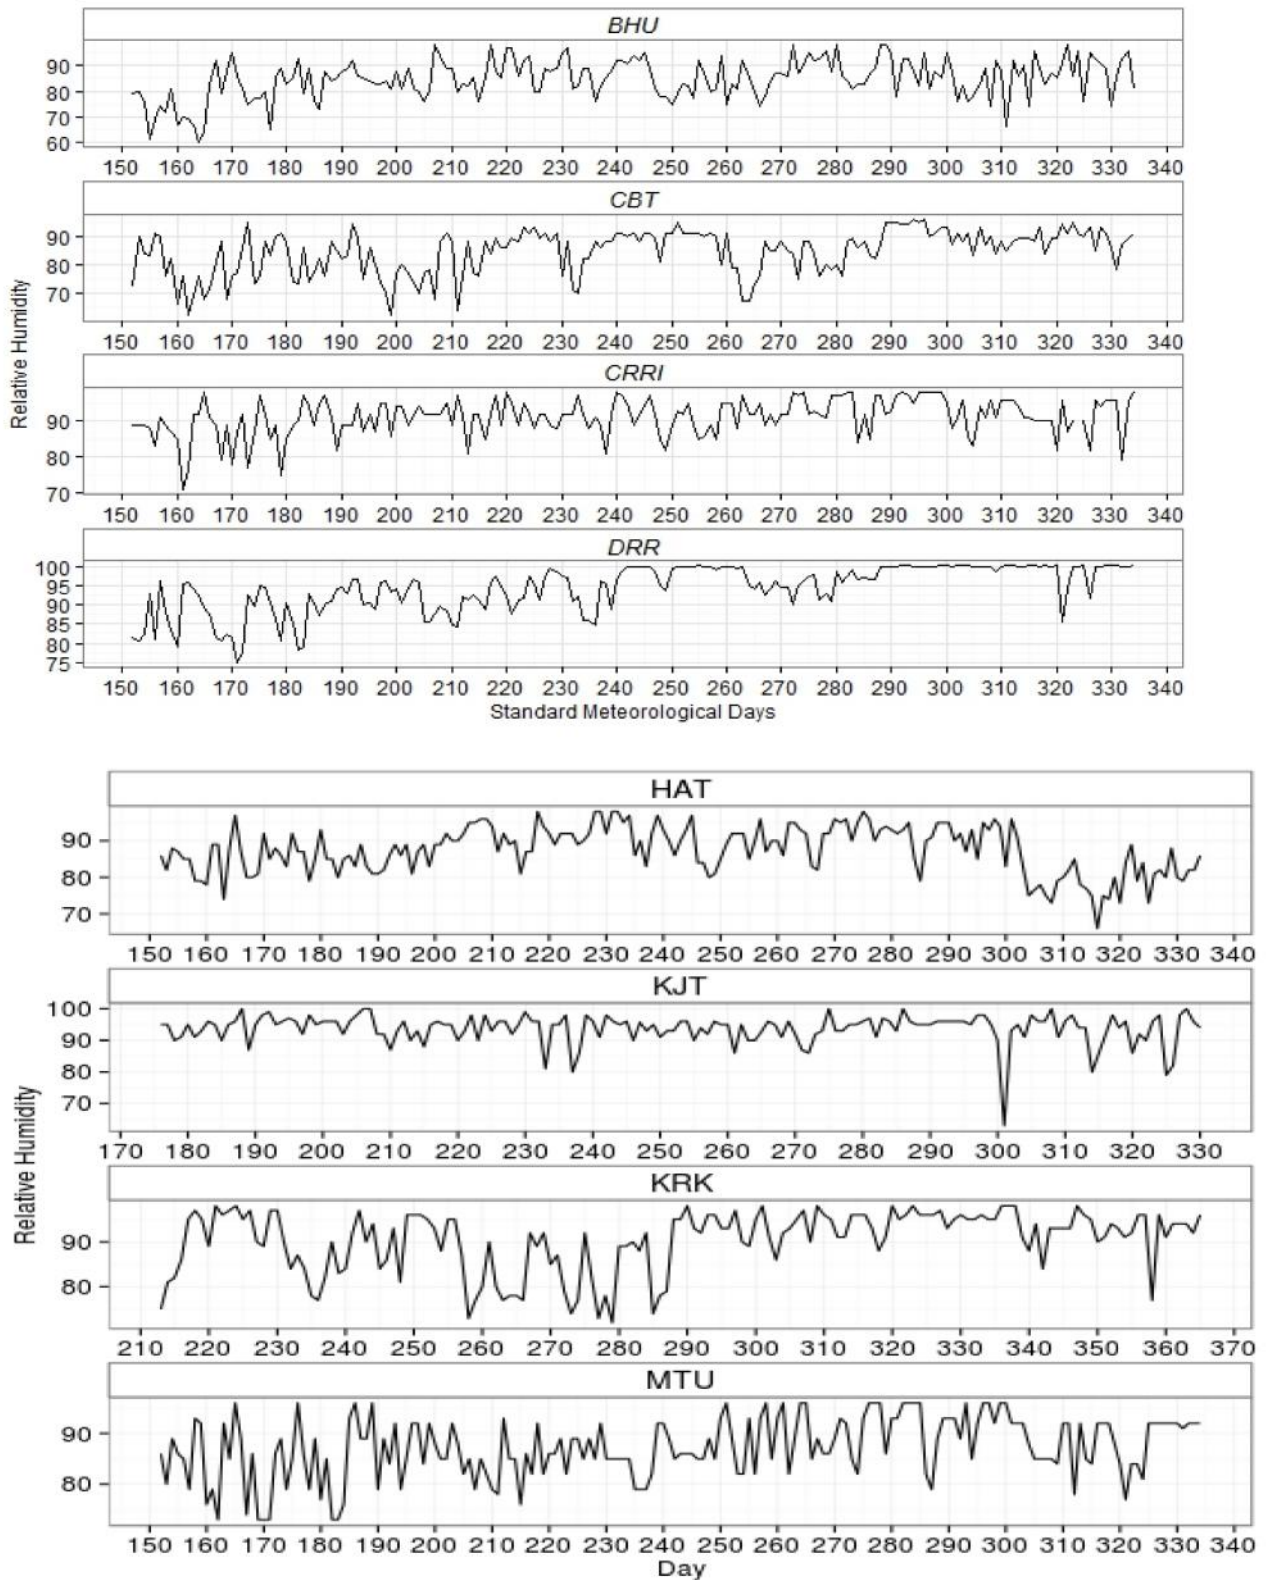 BHU
90
80
70
60
150 160 170 180 190 200 210 220 230 240 250 260 270 280 290 300 310 320 330 340
CBT
90
80
70
150 160 170 180 190 200 210 220 230 240 250 260 270 280 290 300 310 320 330 340
Relative Humidity
CRRI
90
80
70
150 160 170 180 190 200 210 220 230 240 250 260 270 280 290 300 310 320 330 340
DRR
100
95
90
85
80
75
150 160 170 180 190 200 210 220 230 240 250 260 270 280 290 300 310 320 330 340
Standard Meteorological Days
HAT
90
80
70
150 160 170 180 190 200 210 220 230 240 250 260 270 280 290 300 310 320 330 340
KJT
100
90
80
70
170 180 190 200 210 220 230 240 250 260 270 280 290 300 310 320 330
Relative Humidity
KRK
90
80
210 220 230 240 250 260 270 280 290 300 310 320 330 340 350 360 370
MTU
90
80
150 160 170 180 190 200 210 220 230 240 250 260 270 280 290 300 310 320 330 340
Day